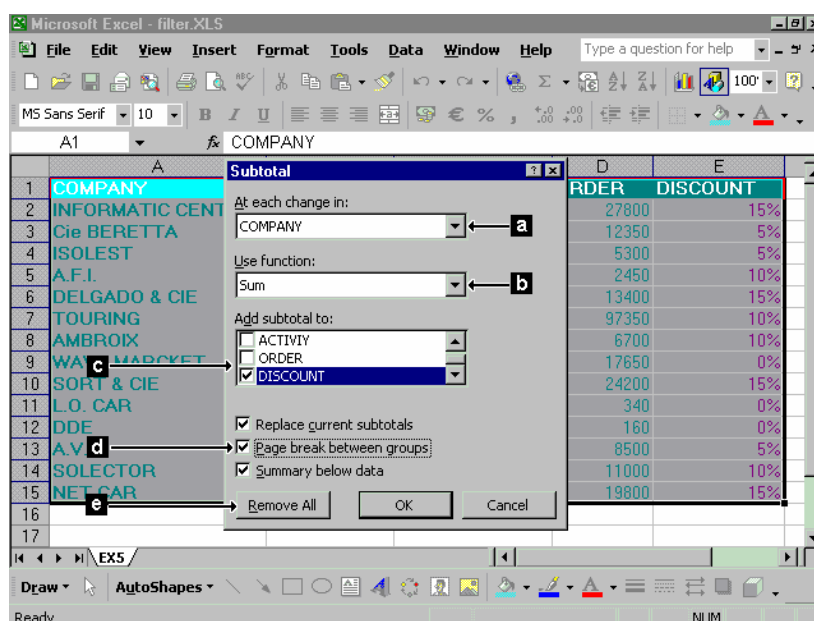 Microsoft Excel - filter.XLS
File Edit View Insert Format Tools Data Window Help Type a question for help
100
MS Sans Serif 10 B I U € % ,
A1 fx COMPANY
A D E
Subtotal
1 COMPANY RDER DISCOUNT
2 INFORMATIC CENT 27800 15%
3 Cie BERETTA 12350 5%
4 ISOLEST 5300 5%
5 A.F.I. 2450 10%
6 DELGADO & CIE 13400 15%
7 TOURING 97350 10%
8 AMBROIX 6700 10%
9 WAY MARCKET 17650 0%
10 SORT & CIE 24200 15%
11 L.O. CAR 340 0%
12 DDE 160 0%
13 A.V. 8500 5%
14 SOLECTOR 11000 10%
15 NET CAR 19800 15%
16
17
At each change in:
COMPANY a
Use function:
Sum b
Add subtotal to:
ACTIVIY
ORDER
c DISCOUNT
Replace current subtotals
d Page break between groups
Summary below data
e Remove All OK Cancel
EX5
Draw AutoShapes
Ready NUM